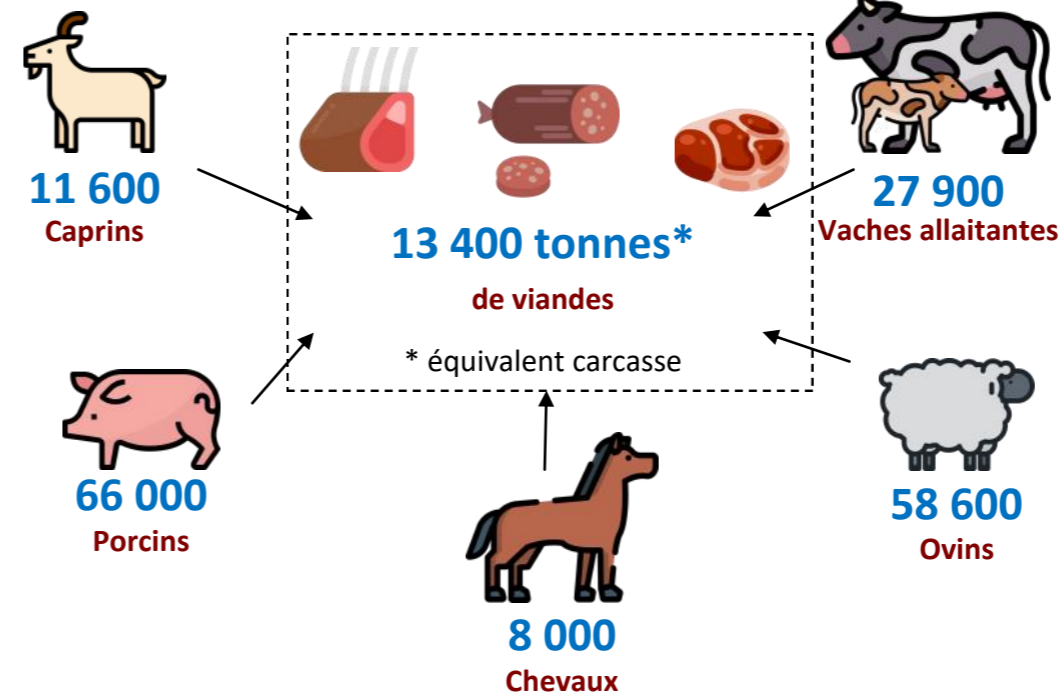 11 600
Caprins
27 900
Vaches allaitantes
13 400 tonnes*
de viandes
* équivalent carcasse
66 000
Porcins
58 600
Ovins
8 000
Chevaux